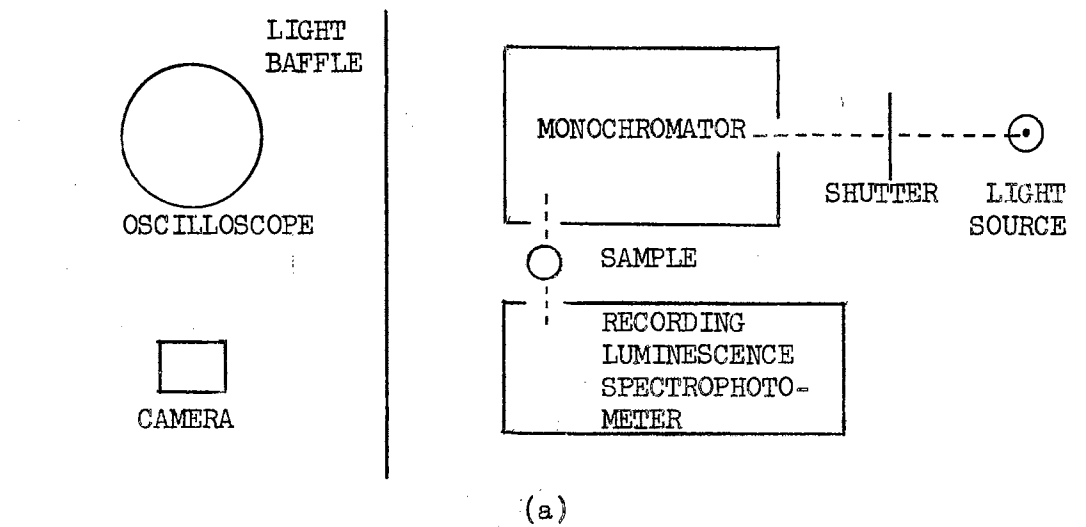 LIGHT
BAFFLE
OSCILLOSCOPE
CAMERA
MONOCHROMATOR
SHUTTER
LIGHT
SOURCE
SAMPLE
RECORDING
LUMINESCENCE
SPECTROPHOTO-
METER
(a)